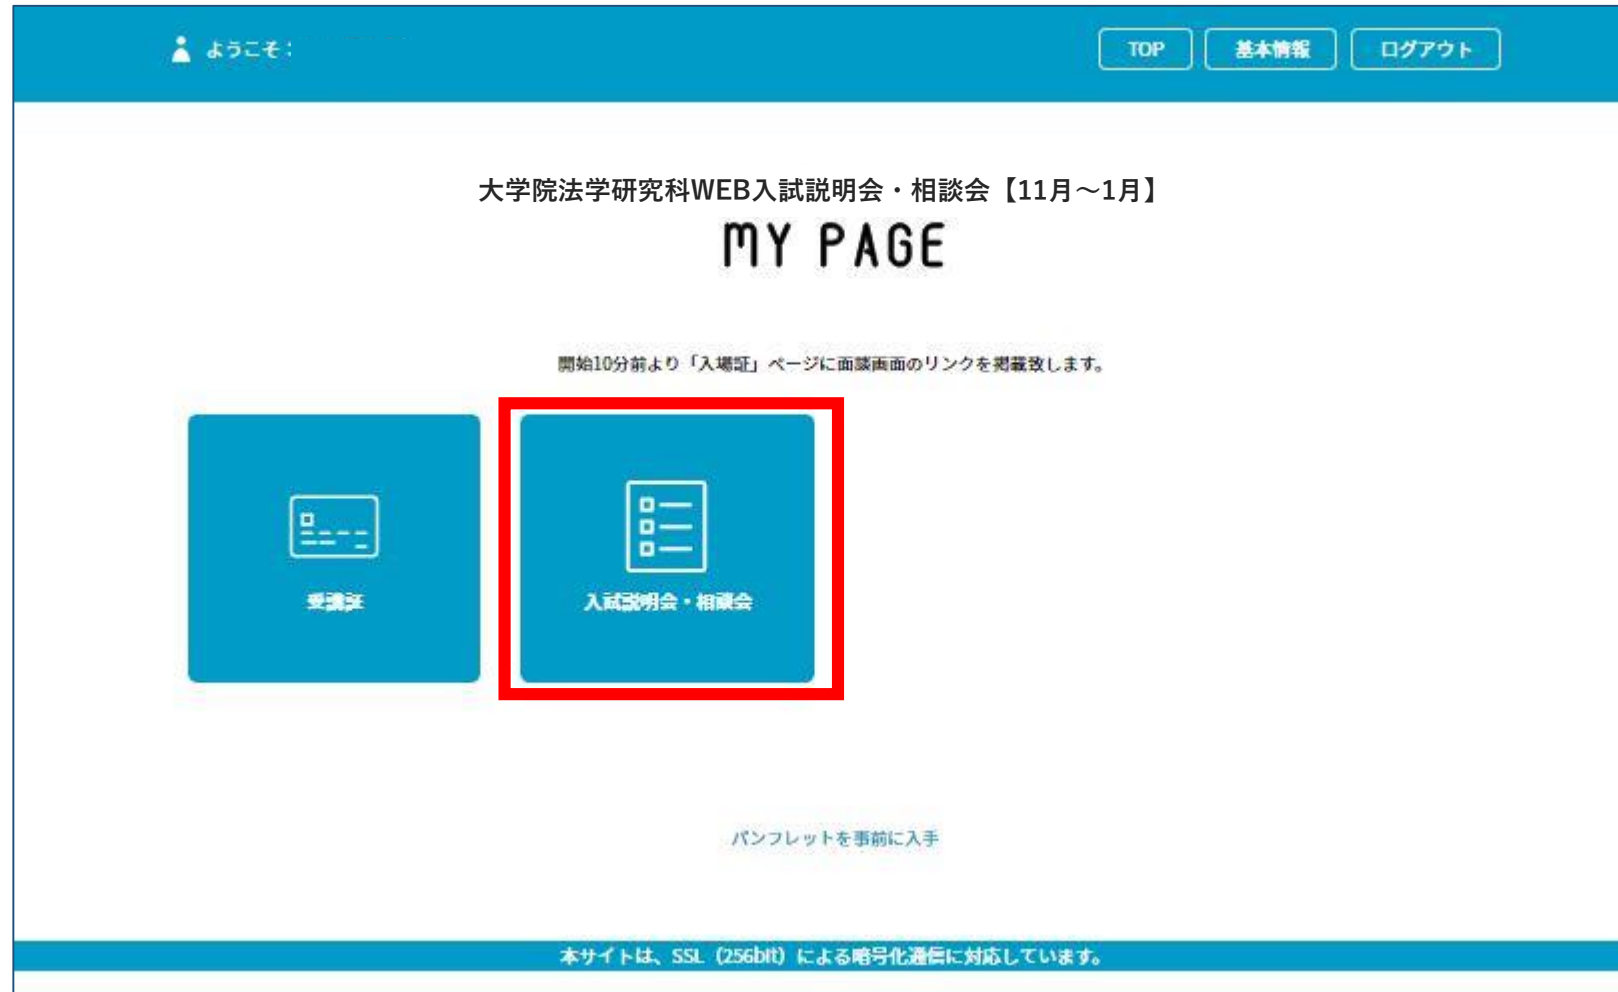 ようこそ：
TOP
基本情報
ログアウト
大学院法学研究科WEB入試説明会・相談会【11月～1月】
MY PAGE
開始10分前より「入場証」ページに面談画面のリンクを掲載致します。
受講証
入試説明会・相談会
パンフレットを事前に入手
本サイトは、SSL（256bit）による暗号化通信に対応しています。